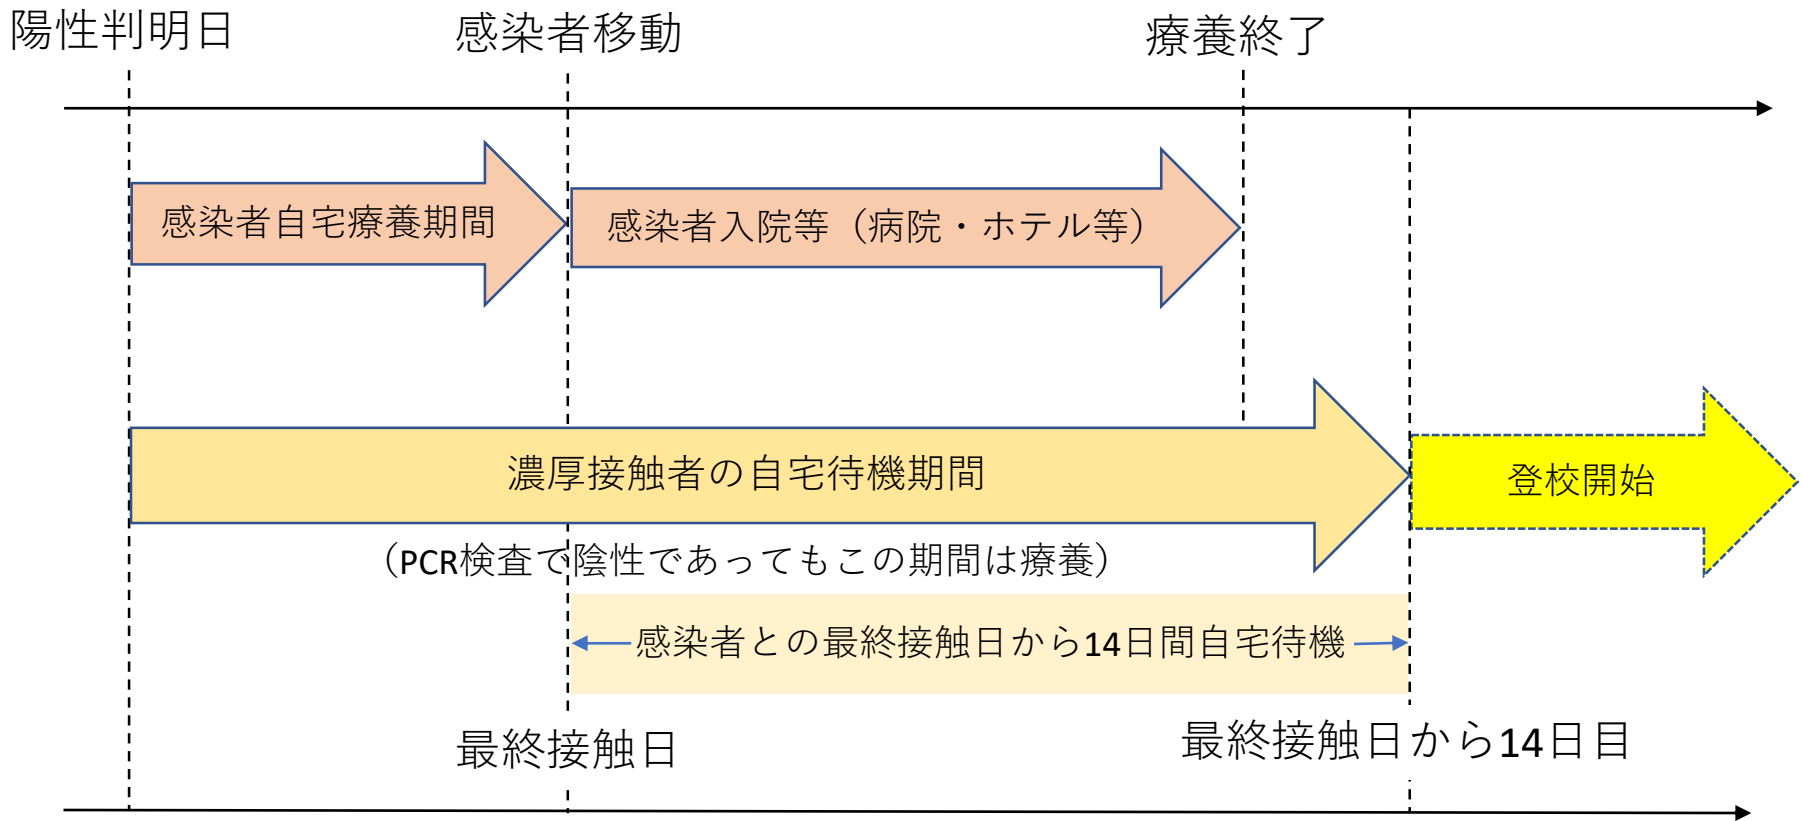 陽性判明日
感染者移動
療養終了
感染者自宅療養期間
感染者入院等（病院・ホテル等）
濃厚接触者の自宅待機期間
登校開始
（PCR検査で陰性であってもこの期間は療養）
感染者との最終接触日から14日間自宅待機
最終接触日
最終接触日から14日目